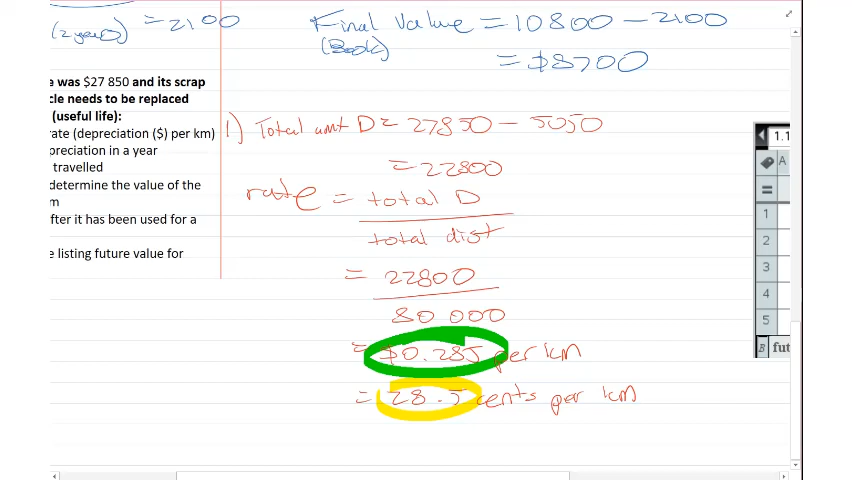 (2 years) = 2100
Final Value = 10800 - 2100
(Book)
= $8700
e was $27 850 and its scrap
cle needs to be replaced
(useful life):
rate (depreciation ($) per km)
preciation in a year
travelled
determine the value of the
m
fter it has been used for a
e listing future value for
1) Total amt D = 27850 - 5050
= 22800
rate = total D
total dist
= 22800
80 000
= $0.285 per km
= 28.5 cents per km
1.1
A
=
1
2
3
4
5
B fut